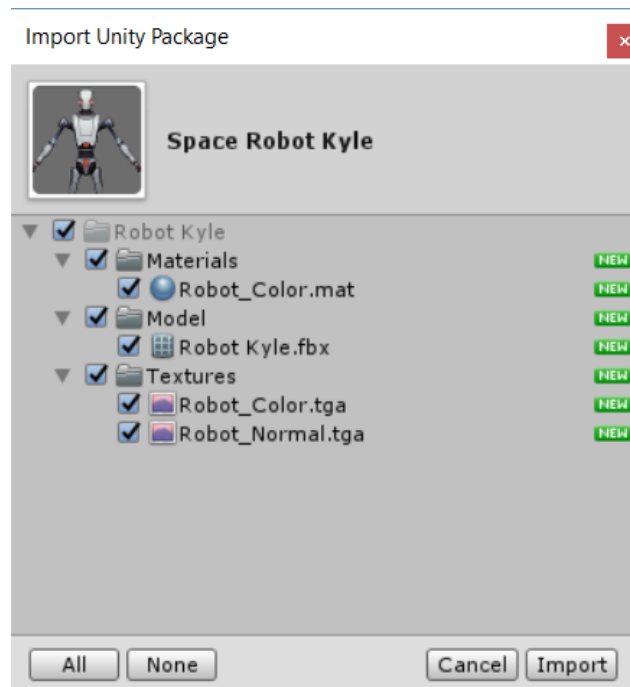 Import Unity Package
Space Robot Kyle
Robot Kyle
Materials NEW
Robot_Color.mat NEW
Model NEW
Robot Kyle.fbx NEW
Textures NEW
Robot_Color.tga NEW
Robot_Normal.tga NEW
All None Cancel Import